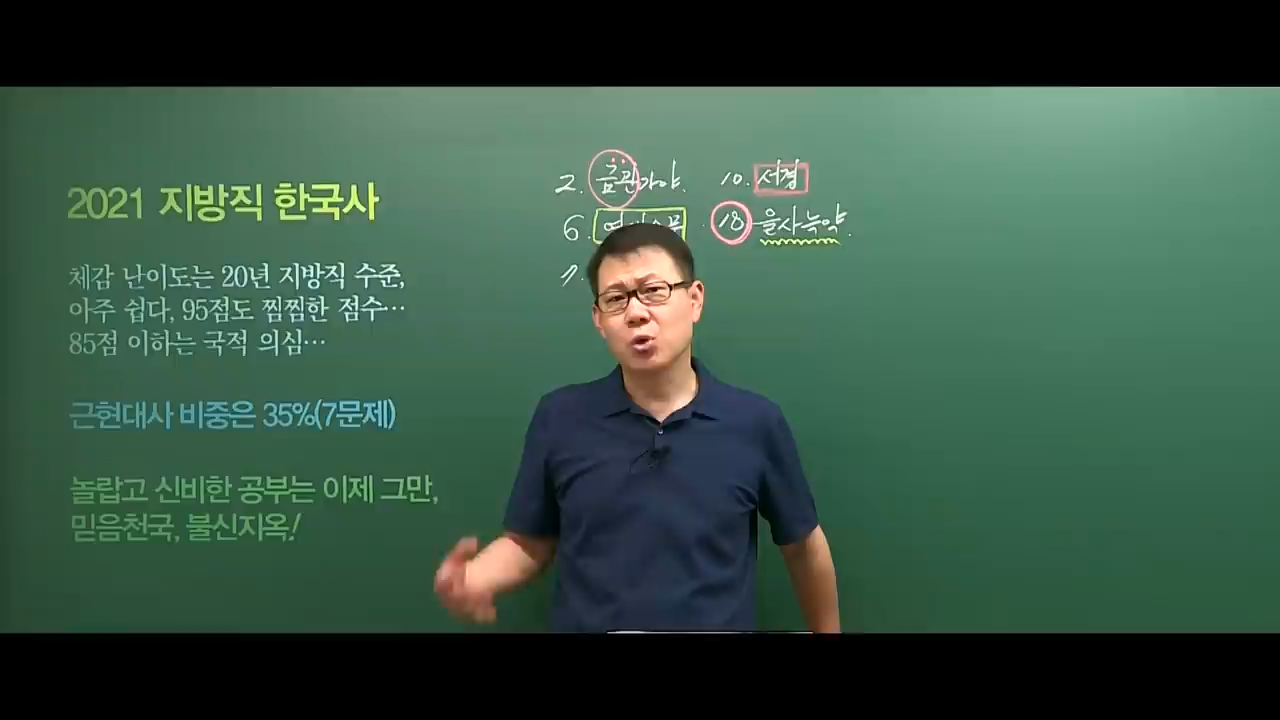 2021 지방직 한국사
체감 난이도는 20년 지방직 수준,
아주 쉽다, 95점도 찜찜한 점수…
85점 이하는 국적 의심…
근현대사 비중은 35%(7문제)
놀랍고 신비한 공부는 이제 그만,
믿음천국, 불신지옥!
2. 금관가야. 10. 서경
6. 18 을사늑약.